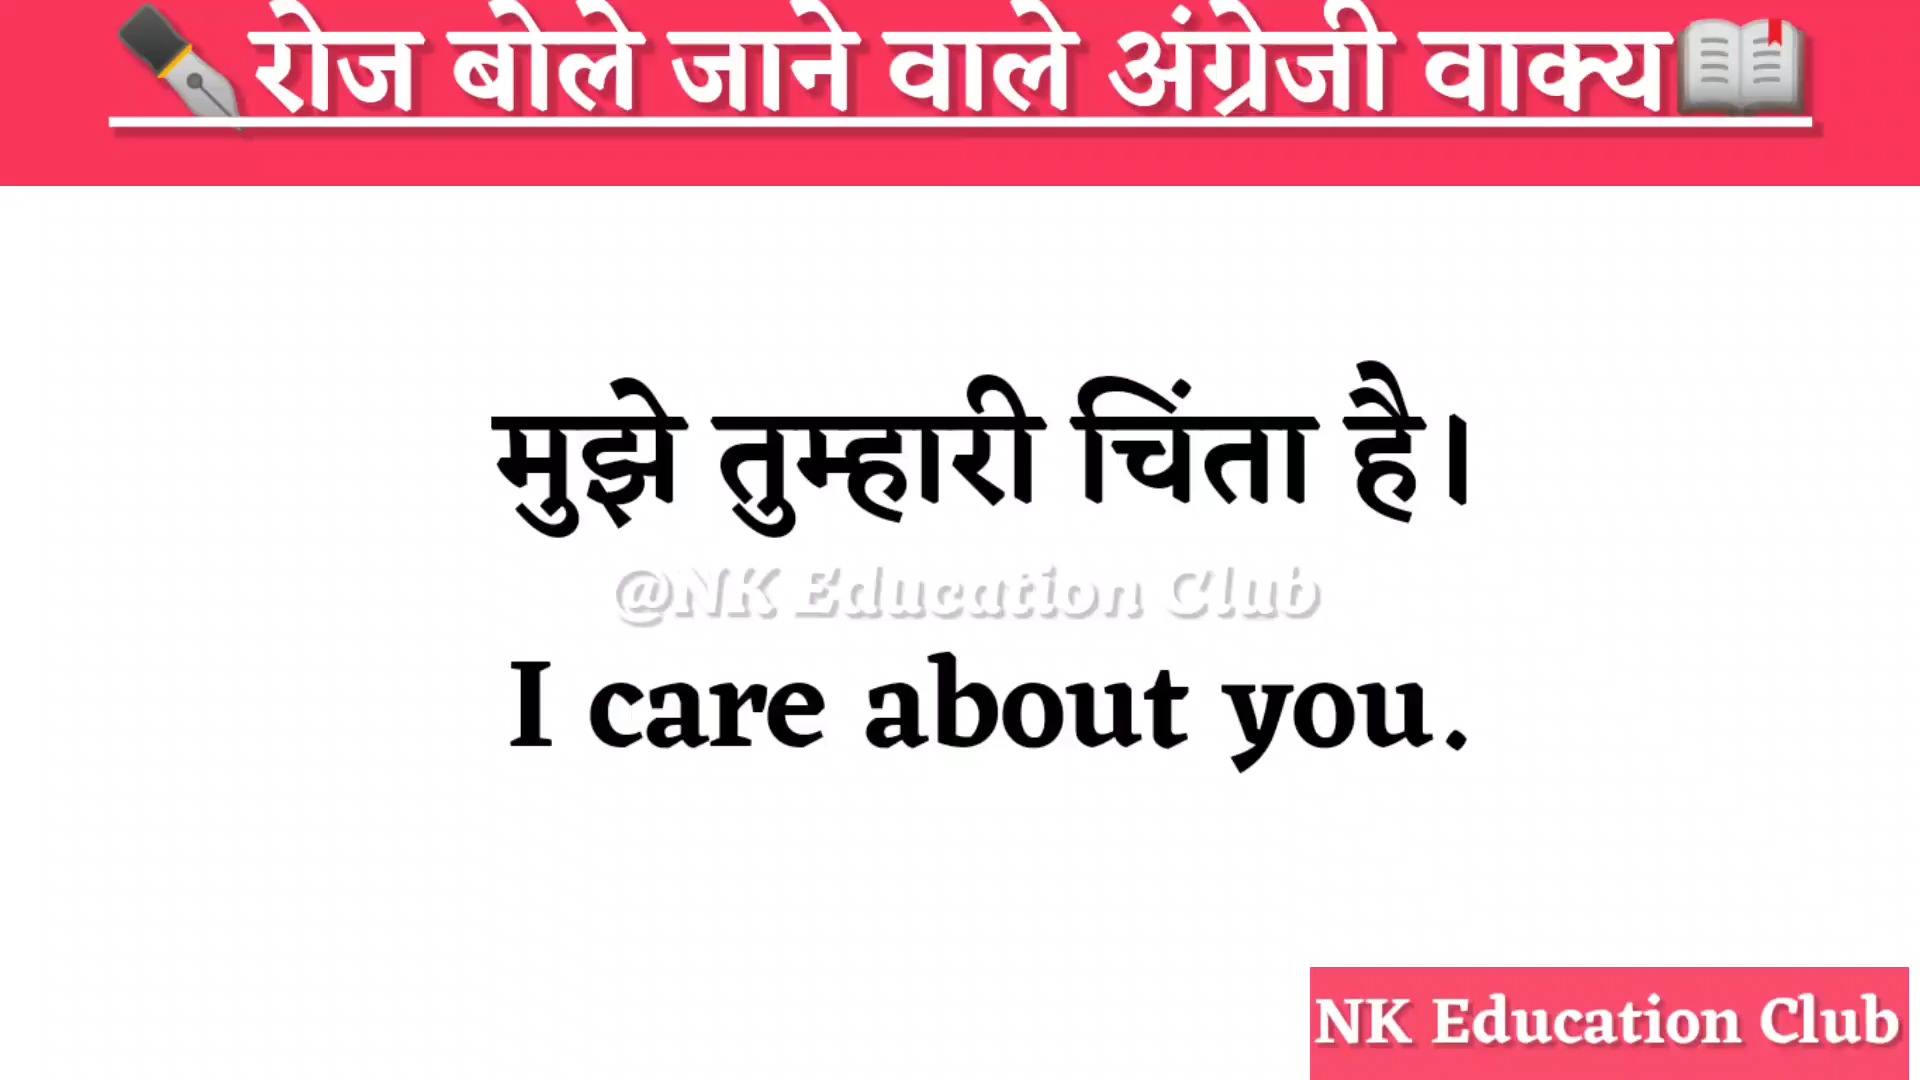 रोज बोले जाने वाले अंग्रेजी वाक्य
मुझे तुम्हारी चिंता है।
@NK Education Club
I care about you.
NK Education Club